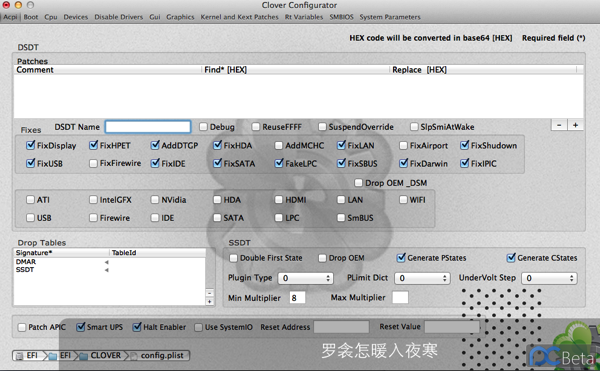 Clover Configurator
Acpi Boot Cpu Devices Disable Drivers Gui Graphics Kernel and Kext Patches Rt Variables SMBIOS System Parameters
HEX code will be converted in base64 [HEX] Required field (*)
DSDT
Patches
Comment Find* [HEX] Replace [HEX]
DSDT Name Debug ReuseFFFF SuspendOverride SlpSmiAtWake − +
Fixes
FixDisplay FixHPET AddDTGP FixHDA AddMCHC FixLAN FixAirport FixShudown
FixUSB FixFirewire FixIDE FixSATA FakeLPC FixSBUS FixDarwin FixIPIC
Drop OEM _DSM
ATI IntelGFX NVidia HDA HDMI LAN WIFI
USB Firewire IDE SATA LPC SmBUS
Drop Tables
Signature* TableId
DMAR
SSDT
− +
SSDT
Double First State Drop OEM Generate PStates Generate CStates
Plugin Type 0 PLimit Dict 0 UnderVolt Step 0
Min Multiplier 8 Max Multiplier
Patch APIC Smart UPS Halt Enabler Use SystemIO Reset Address Reset Value
罗衾怎暖入夜寒
EFI EFI CLOVER config.plist
pcBeta